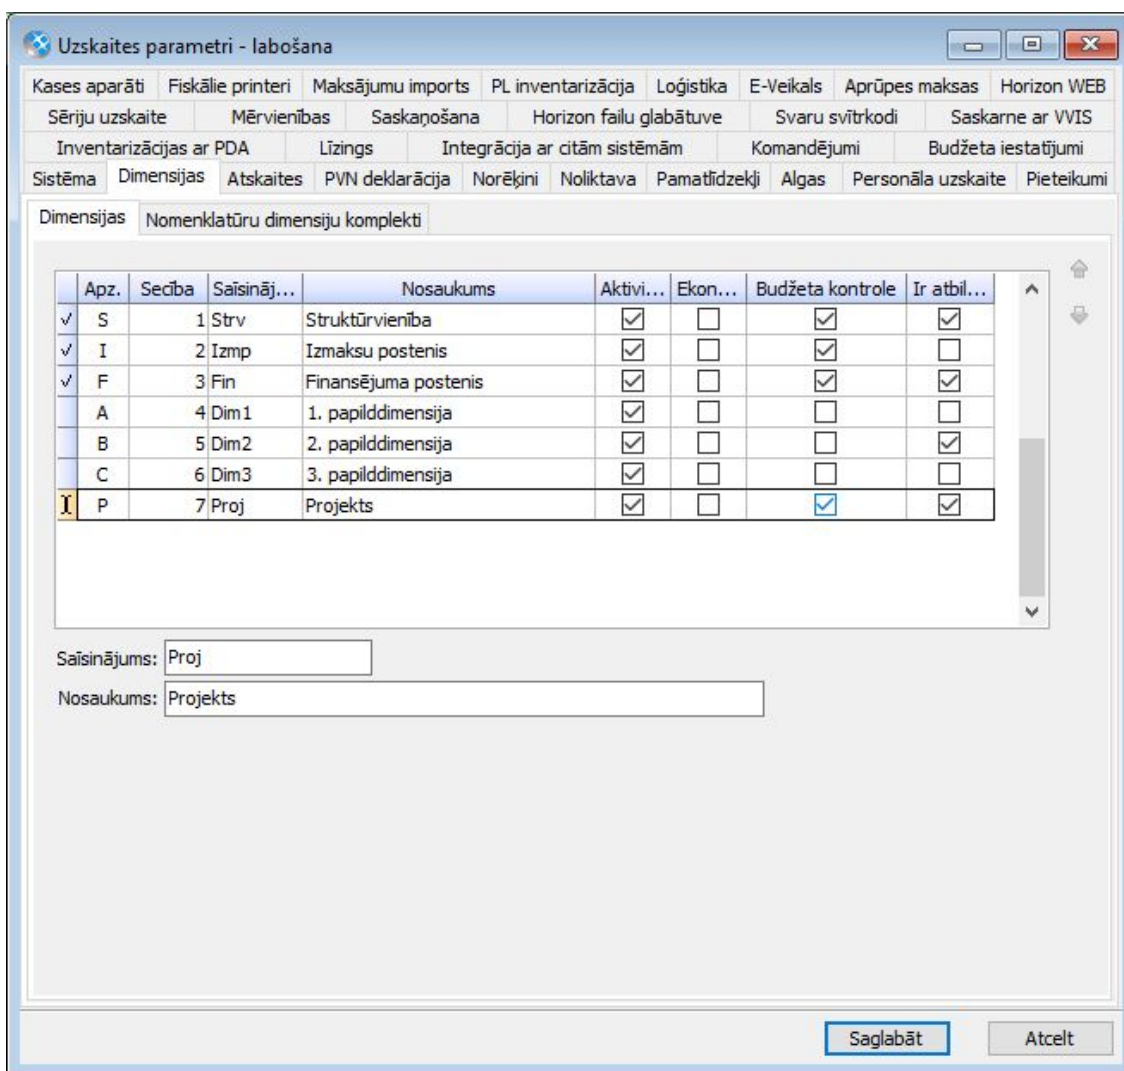 Uzskaites parametri - labošana
Kases aparāti Fiskālie printeri Maksājumu imports PL inventarizācija Loģistika E-Veikals Aprūpes maksas Horizon WEB
Sēriju uzskaite Mērvienības Saskaņošana Horizon failu glabātuve Svaru svītrkodi Saskarne ar VVIS
Inventarizācijas ar PDA Līzings Integrācija ar citām sistēmām Komandējumi Budžeta iestatījumi
Sistēma Dimensijas Atskaites PVN deklarācija Norēķini Noliktava Pamatlīdzekļi Algas Personāla uzskaite Pieteikumi
Dimensijas Nomenklatūru dimensiju komplekti
Apz. Secība Saīsināj... Nosaukums Aktivi... Ekon... Budžeta kontrole Ir atbil...
S 1 Strv Struktūrvienība
I 2 Izmp Izmaksu postenis
F 3 Fin Finansējuma postenis
A 4 Dim1 1. papilddimensija
B 5 Dim2 2. papilddimensija
C 6 Dim3 3. papilddimensija
P 7 Proj Projekts
Saīsinājums: Proj
Nosaukums: Projekts
Saglabāt Atcelt